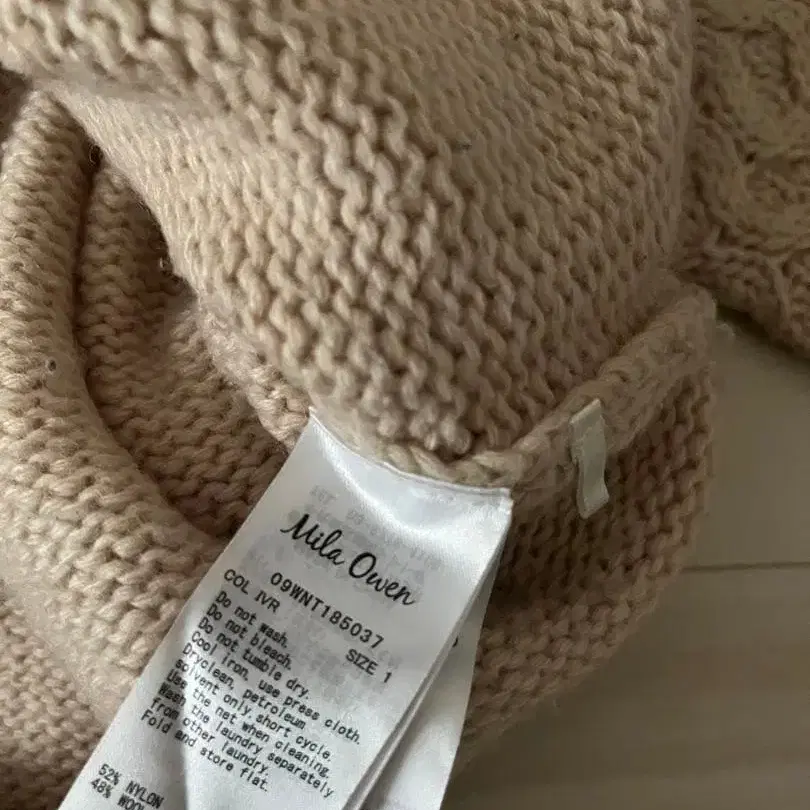 Mila Owen
09WNT185037
COL IVR SIZE 1
Do not wash.
Do not bleach.
Do not tumble dry.
Cool iron, use press cloth.
Dryclean, petroleum
solvent only short cycle.
Use the net when cleaning.
Wash the laundry separately
from other laundry.
Fold and store flat.
52% NYLON
48% WOOL